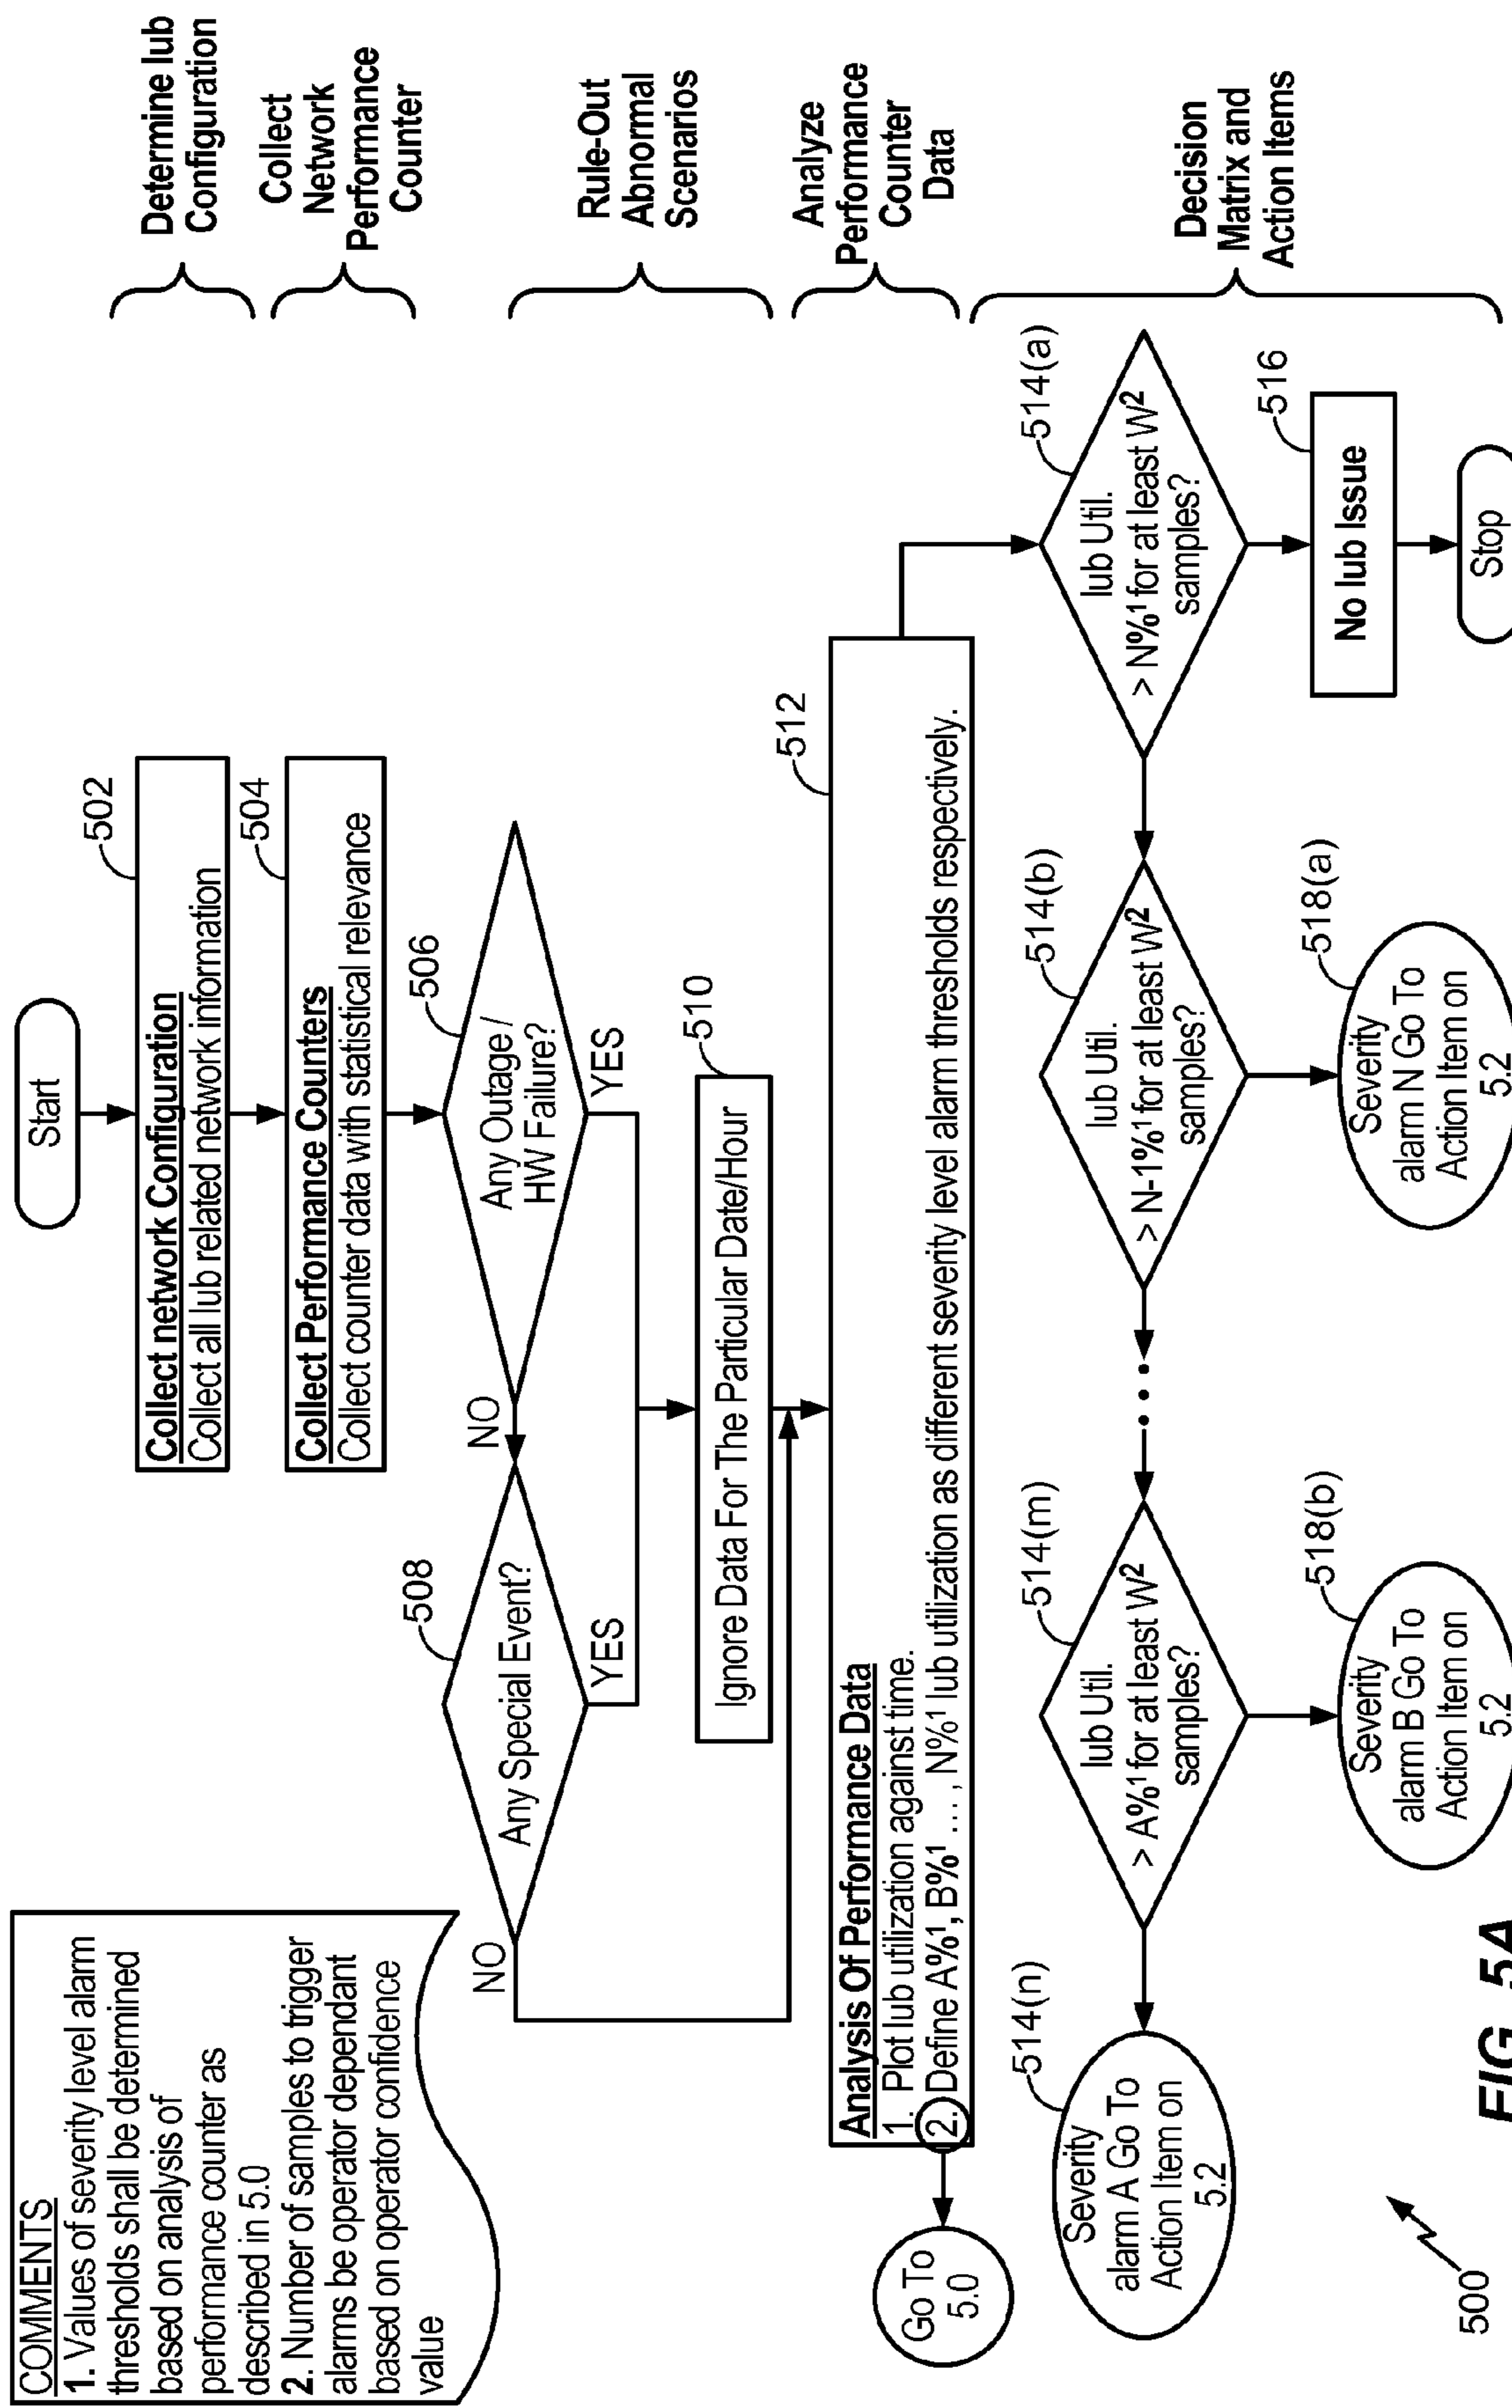 COMMENTS
1. Values of severity level alarm
thresholds shall be determined
based on analysis of
performance counter as
described in 5.0
2. Number of samples to trigger
alarms be operator dependant
based on operator confidence
value
Start
502
Collect network Configuration
Collect all Iub related network information
Determine Iub
Configuration
504
Collect Performance Counters
Collect counter data with statistical relevance
Collect
Network
Performance
Counter
508
Any Special Event?
NO
YES
NO
506
Any Outage /
HW Failure?
YES
Rule-Out
Abnormal
Scenarios
510
Ignore Data For The Particular Date/Hour
512
Analysis Of Performance Data
1. Plot Iub utilization against time.
2. Define A%1, B%1 ..., N%1 Iub utilization as different severity level alarm thresholds respectively.
Go To
5.0
Analyze
Performance
Counter
Data
514(n)
Severity
alarm A Go To
Action Item on
5.2
514(m)
Iub Util.
> A%1 for at least W2
samples?
514(b)
Iub Util.
> N-1%1 for at least W2
samples?
514(a)
Iub Util.
> N%1 for at least W2
samples?
Decision
Matrix and
Action Items
518(b)
Severity
alarm B Go To
Action Item on
5.2
518(a)
Severity
alarm N Go To
Action Item on
5.2
516
No Iub Issue
Stop
500
FIG. 5A